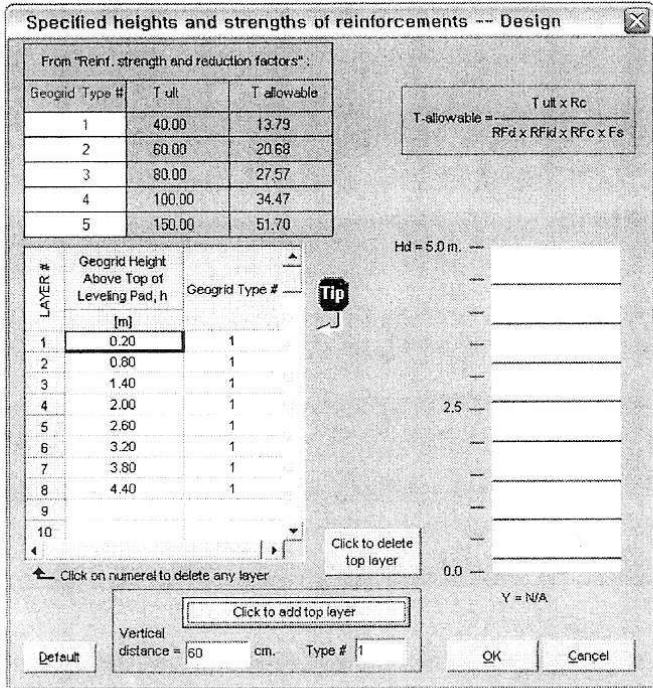 Specified heights and strengths of reinforcements -- Design
From "Reinf. strength and reduction factors" :
Geogrid Type # T ult T allowable
1 40.00 13.79
2 60.00 20.68
3 80.00 27.57
4 100.00 34.47
5 150.00 51.70
T-allowable = T ult x Rc
RFd x RFid x RFc x Fs
LAYER #
Geogrid Height
Above Top of
Leveling Pad, h
[m]
Geogrid Type #
1 0.20 1
2 0.80 1
3 1.40 1
4 2.00 1
5 2.60 1
6 3.20 1
7 3.80 1
8 4.40 1
9
10
Tip
Hd = 5.0 m.
2.5
0.0
Y = N/A
Click to delete
top layer
Click on numeral to delete any layer
Click to add top layer
Vertical
distance = 60 cm. Type # 1
Default
OK
Cancel